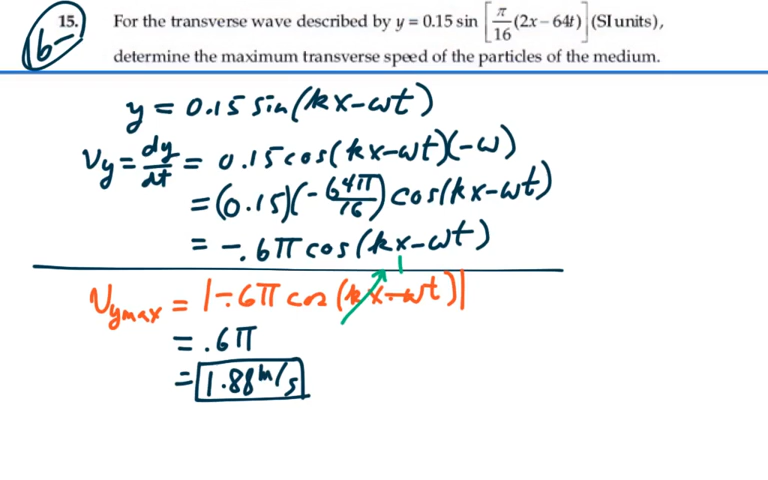 15. For the transverse wave described by y = 0.15 sin [π/16 (2x − 64t)] (SI units),
16
determine the maximum transverse speed of the particles of the medium.
y = 0.15 sin(kx−ωt)
Vy = dy/dt = 0.15 cos(kx−ωt)(−ω)
= (0.15)(−64π/16) cos(kx−ωt)
= −.6π cos(kx−ωt)
Vymax = |−.6π cos(kx−ωt)| 1
= .6π
= 1.88 m/s